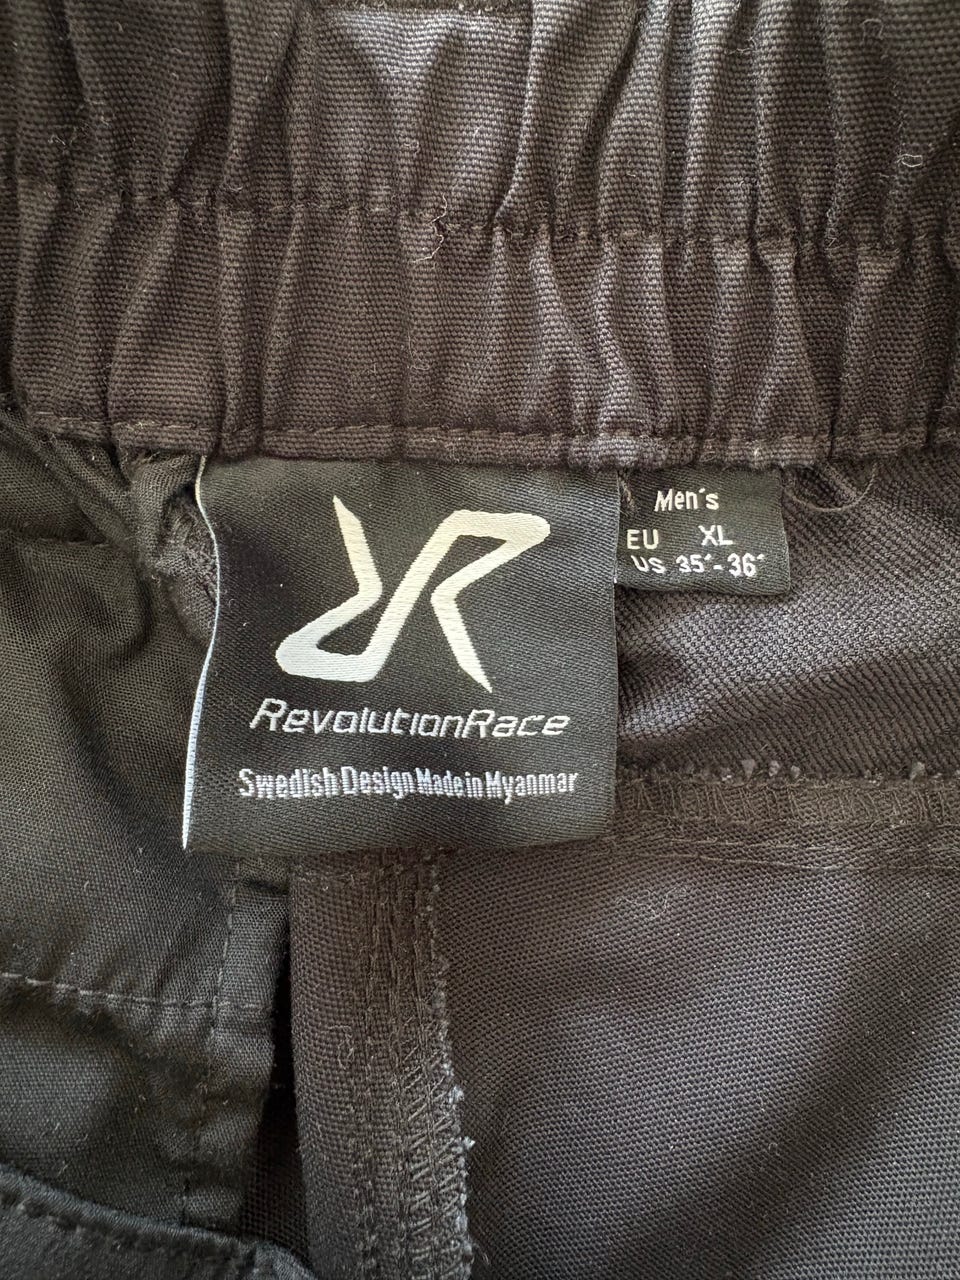 RevolutionRace
Swedish Design Made in Myanmar
Men´s
EU XL
US 35´-36´